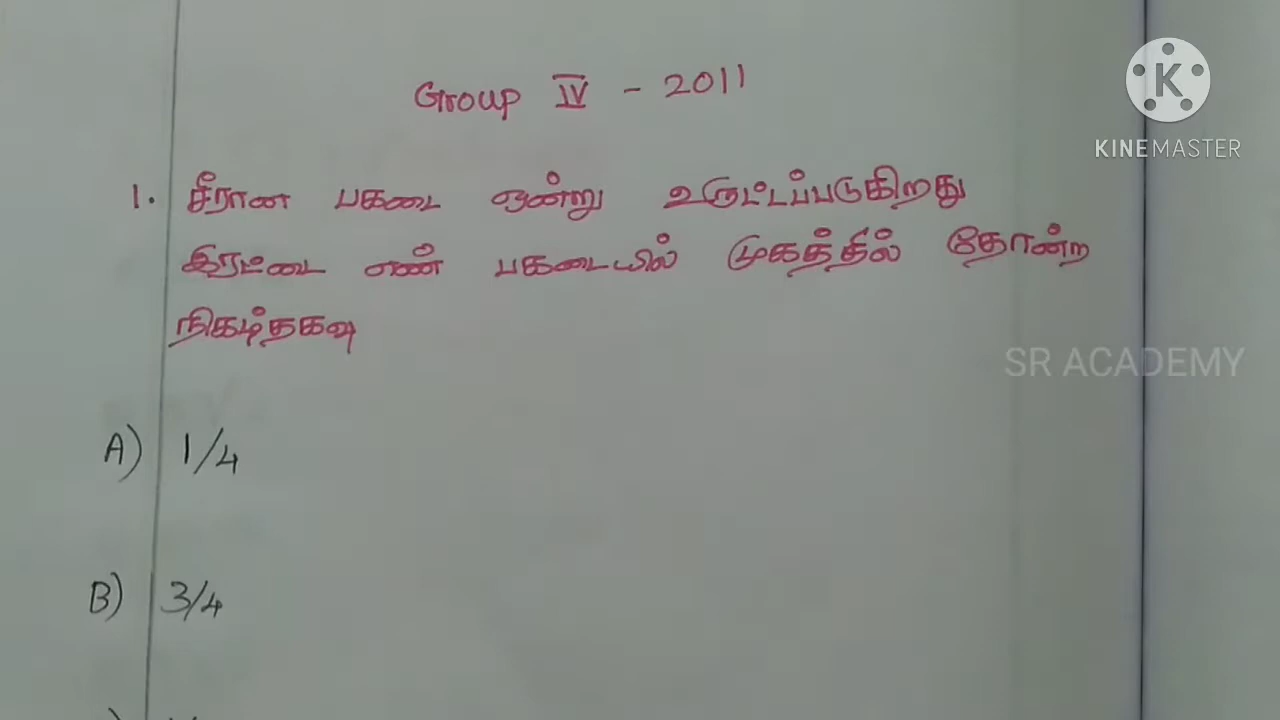 Group IV - 2011
K
KINEMASTER
1. சீரான பகடை ஒன்று உருட்டப்படுகிறது
இரட்டை எண் பகடையில் முகத்தில் தோன்ற
நிகழ்தகவு
SR ACADEMY
A) 1/4
B) 3/4